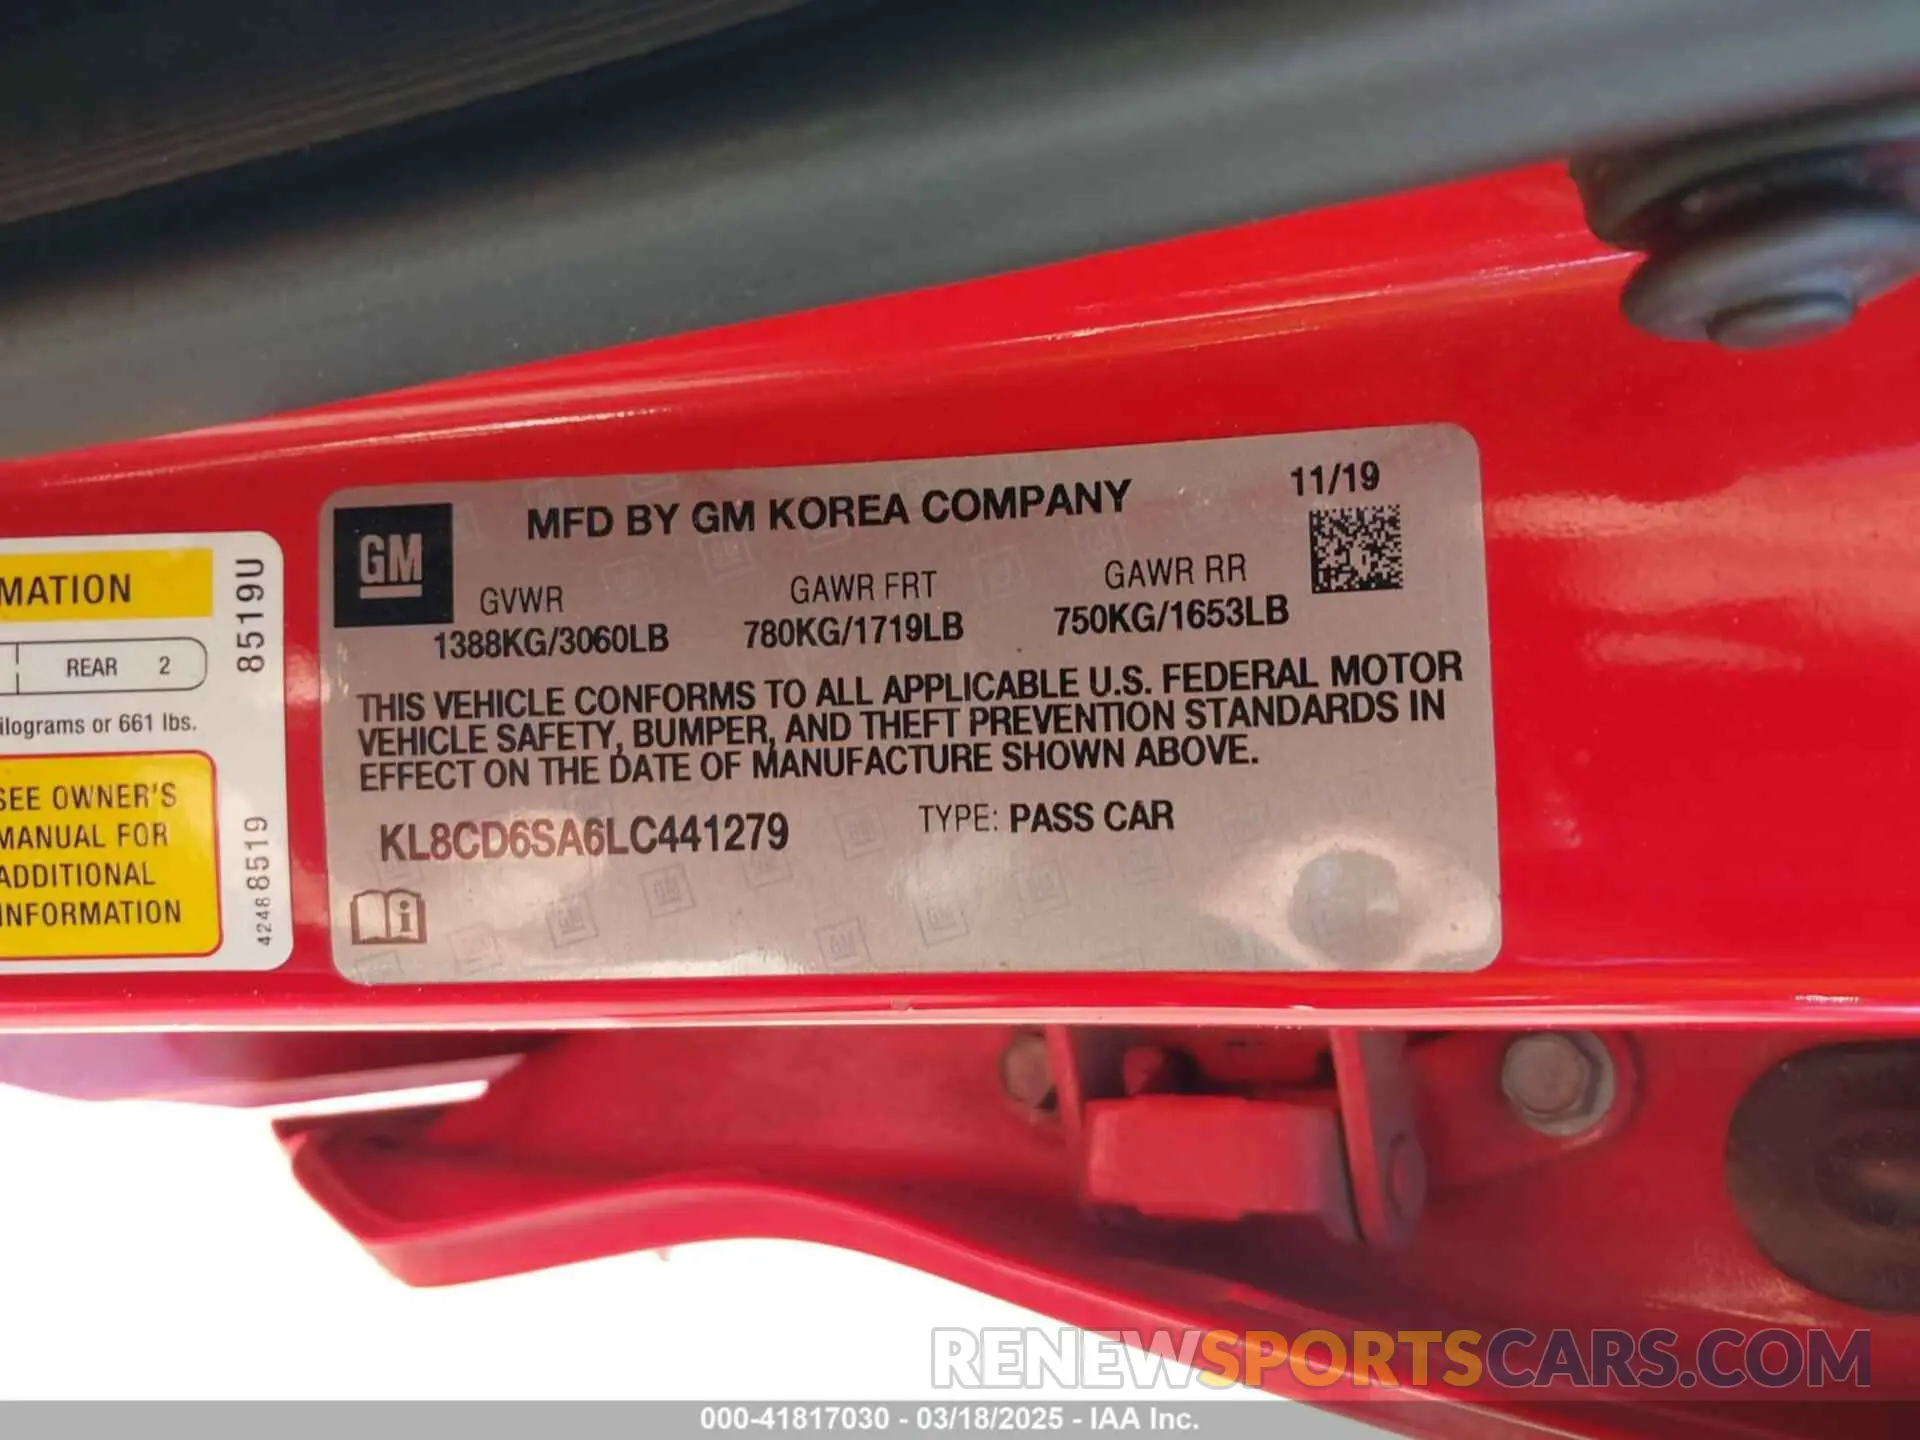 MATION
REAR 2
ilograms or 661 lbs.
SEE OWNER'S
MANUAL FOR
ADDITIONAL
INFORMATION
8519U
42488519
GM
MFD BY GM KOREA COMPANY
11/19
GVWR
1388KG/3060LB
GAWR FRT
780KG/1719LB
GAWR RR
750KG/1653LB
THIS VEHICLE CONFORMS TO ALL APPLICABLE U.S. FEDERAL MOTOR
VEHICLE SAFETY, BUMPER, AND THEFT PREVENTION STANDARDS IN
EFFECT ON THE DATE OF MANUFACTURE SHOWN ABOVE.
KL8CD6SA6LC441279
TYPE: PASS CAR
RENEWSPORTSCARS.COM
000-41817030 - 03/18/2025 - IAA Inc.